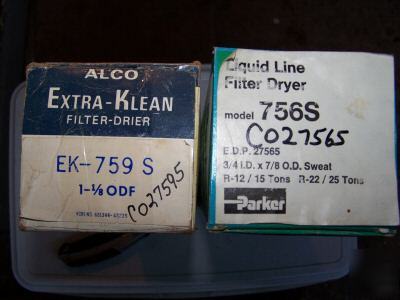 ALCO
EXTRA-KLEAN
FILTER-DRIER
EK-759 S
1-1/8 ODF
C027595
Liquid Line
Filter Dryer
model 756S
C027565
E.D.P. 27565
3/4 I.D. x 7/8 O.D. Sweat
R-12 / 15 Tons R-22 / 25 Tons
Parker